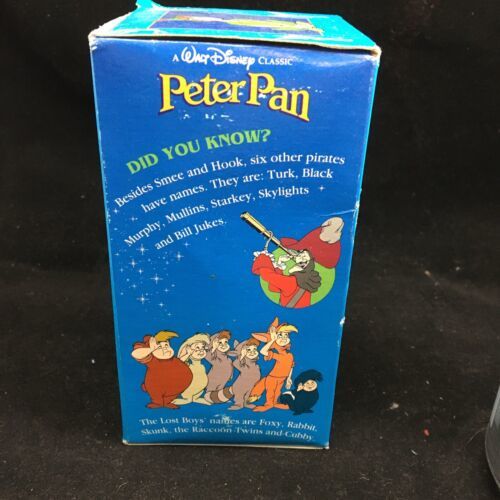 A WALT DISNEY CLASSIC
Peter Pan
DID YOU KNOW?
Besides Smee and Hook, six other pirates
have names. They are: Turk, Black
Murphy, Mullins, Starkey, Skylights
and Bill Jukes.
The Lost Boys' names are Foxy, Rabbit,
Skunk, the Raccoon Twins and Cubby.